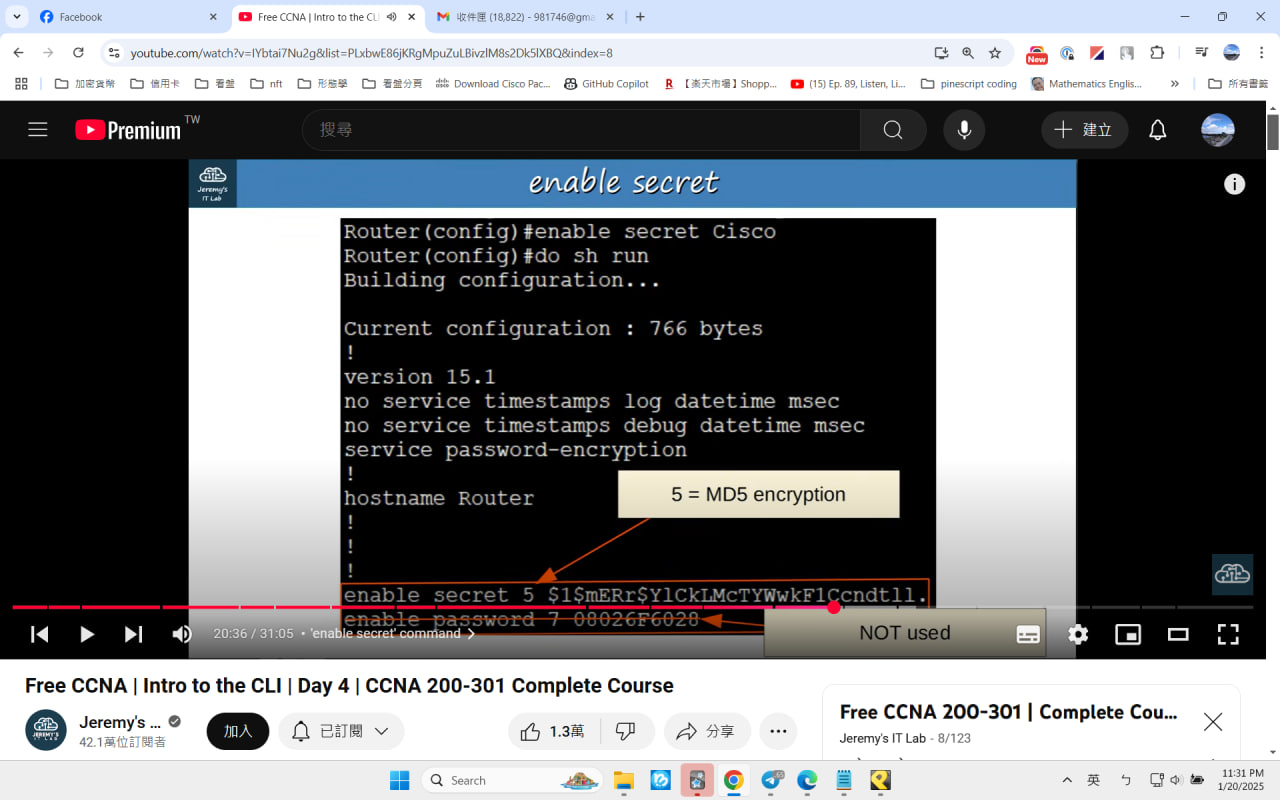 Facebook
Free CCNA | Intro to the CLI
收件匣 (18,822) - 981746@gma
youtube.com/watch?v=IYbtai7Nu2g&list=PLxbwE86jKRgMpuZuLBivzlM8s2Dk5lXBQ&index=8
New
加密貨幣
信用卡
看盤
nft
形態學
看盤分頁
Download Cisco Pac...
GitHub Copilot
【楽天市場】Shopp...
(15) Ep. 89, Listen, Li...
pinescript coding
Mathematics Englis...
所有書籤
Premium TW
搜尋
建立
Jeremy's
IT Lab
enable secret
Router(config)#enable secret Cisco
Router(config)#do sh run
Building configuration...
Current configuration : 766 bytes
!
version 15.1
no service timestamps log datetime msec
no service timestamps debug datetime msec
service password-encryption
!
5 = MD5 encryption
hostname Router
!
!
!
enable secret 5 $1$mERr$YlCkLMcTYWwkF1Ccndtll.
enable password 7 08026F6028
NOT used
20:36 / 31:05 • 'enable secret' command
Free CCNA | Intro to the CLI | Day 4 | CCNA 200-301 Complete Course
JEREMY'S
IT LAB
Jeremy's ...
42.1萬位訂閱者
加入
已訂閱
1.3萬
分享
Free CCNA 200-301 | Complete Cou...
Jeremy's IT Lab - 8/123
Search
英
ㄅ
11:31 PM
1/20/2025